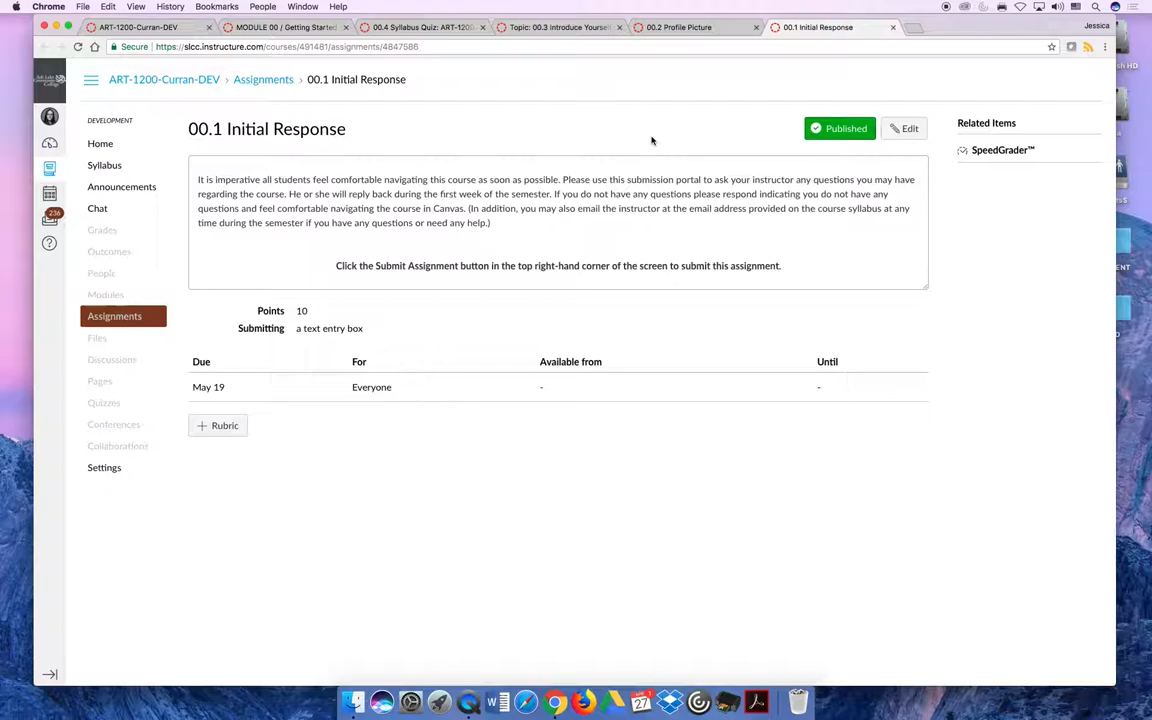 Chrome File Edit View History Bookmarks People Window Help
ART-1200-Curran-DEV
MODULE 00 / Getting Started
00.4 Syllabus Quiz: ART-1200
Topic: 00.3 Introduce Yourself
00.2 Profile Picture
00.1 Initial Response
Jessica
Secure https://slcc.instructure.com/courses/491481/assignments/4847586
ART-1200-Curran-DEV › Assignments › 00.1 Initial Response
DEVELOPMENT
Home
Syllabus
Announcements
Chat
Grades
Outcomes
People
Modules
Assignments
Files
Discussions
Pages
Quizzes
Conferences
Collaborations
Settings
236
00.1 Initial Response
Published
Edit
It is imperative all students feel comfortable navigating this course as soon as possible. Please use this submission portal to ask your instructor any questions you may have
regarding the course. He or she will reply back during the first week of the semester. If you do not have any questions please respond indicating you do not have any
questions and feel comfortable navigating the course in Canvas. (In addition, you may also email the instructor at the email address provided on the course syllabus at any
time during the semester if you have any questions or need any help.)
Click the Submit Assignment button in the top right-hand corner of the screen to submit this assignment.
Points 10
Submitting a text entry box
Due For Available from Until
May 19 Everyone - -
+ Rubric
Related Items
SpeedGrader™
27